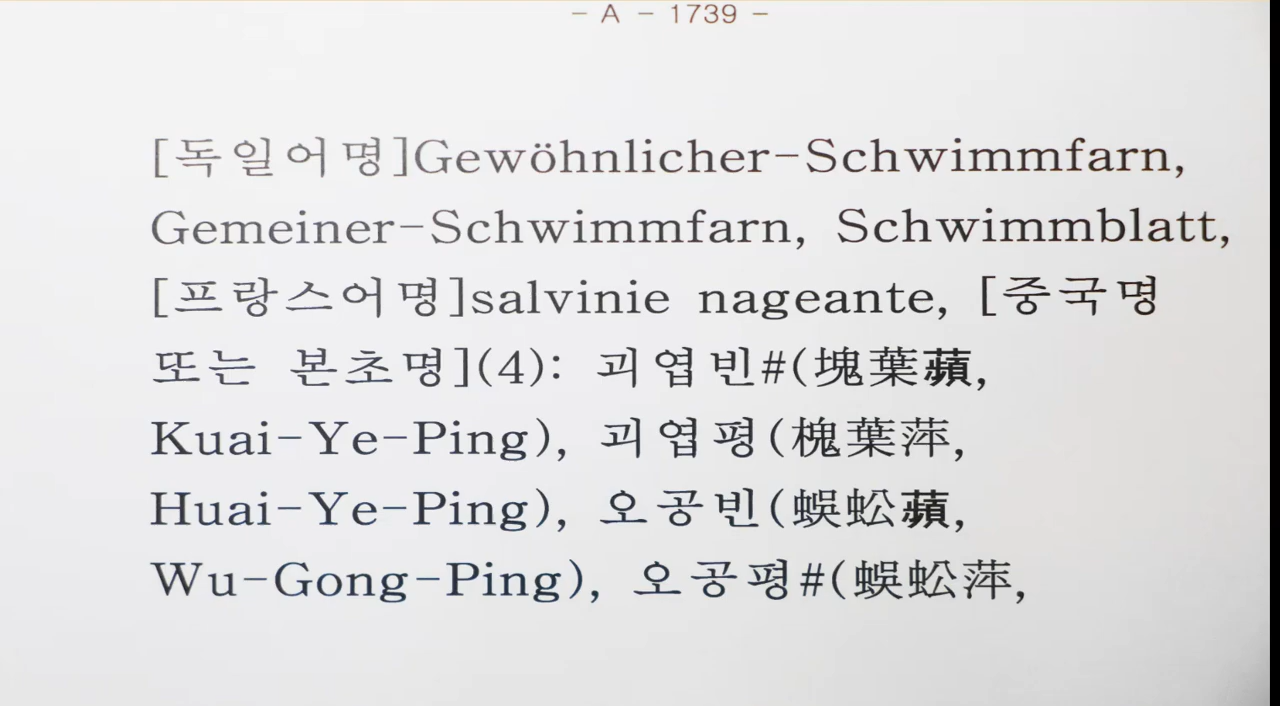 - A - 1739 -
[독일어명]Gewöhnlicher-Schwimmfarn,
Gemeiner-Schwimmfarn, Schwimmblatt,
[프랑스어명]salvinie nageante, [중국명
또는 본초명](4): 괴엽빈#(塊葉蘋,
Kuai-Ye-Ping), 괴엽평(槐葉萍,
Huai-Ye-Ping), 오공빈(蜈蚣蘋,
Wu-Gong-Ping), 오공평#(蜈蚣萍,